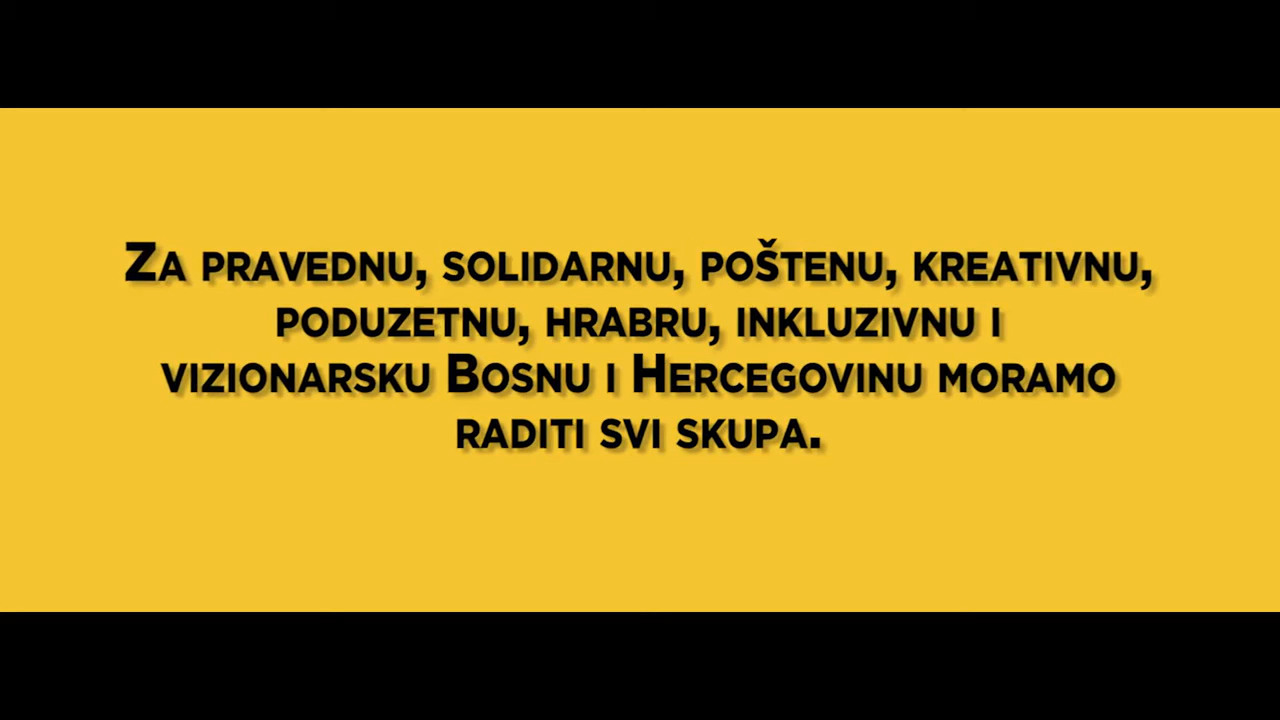 Za pravednu, solidarnu, poštenu, kreativnu,
poduzetnu, hrabru, inkluzivnu i
vizionarsku Bosnu i Hercegovinu moramo
raditi svi skupa.